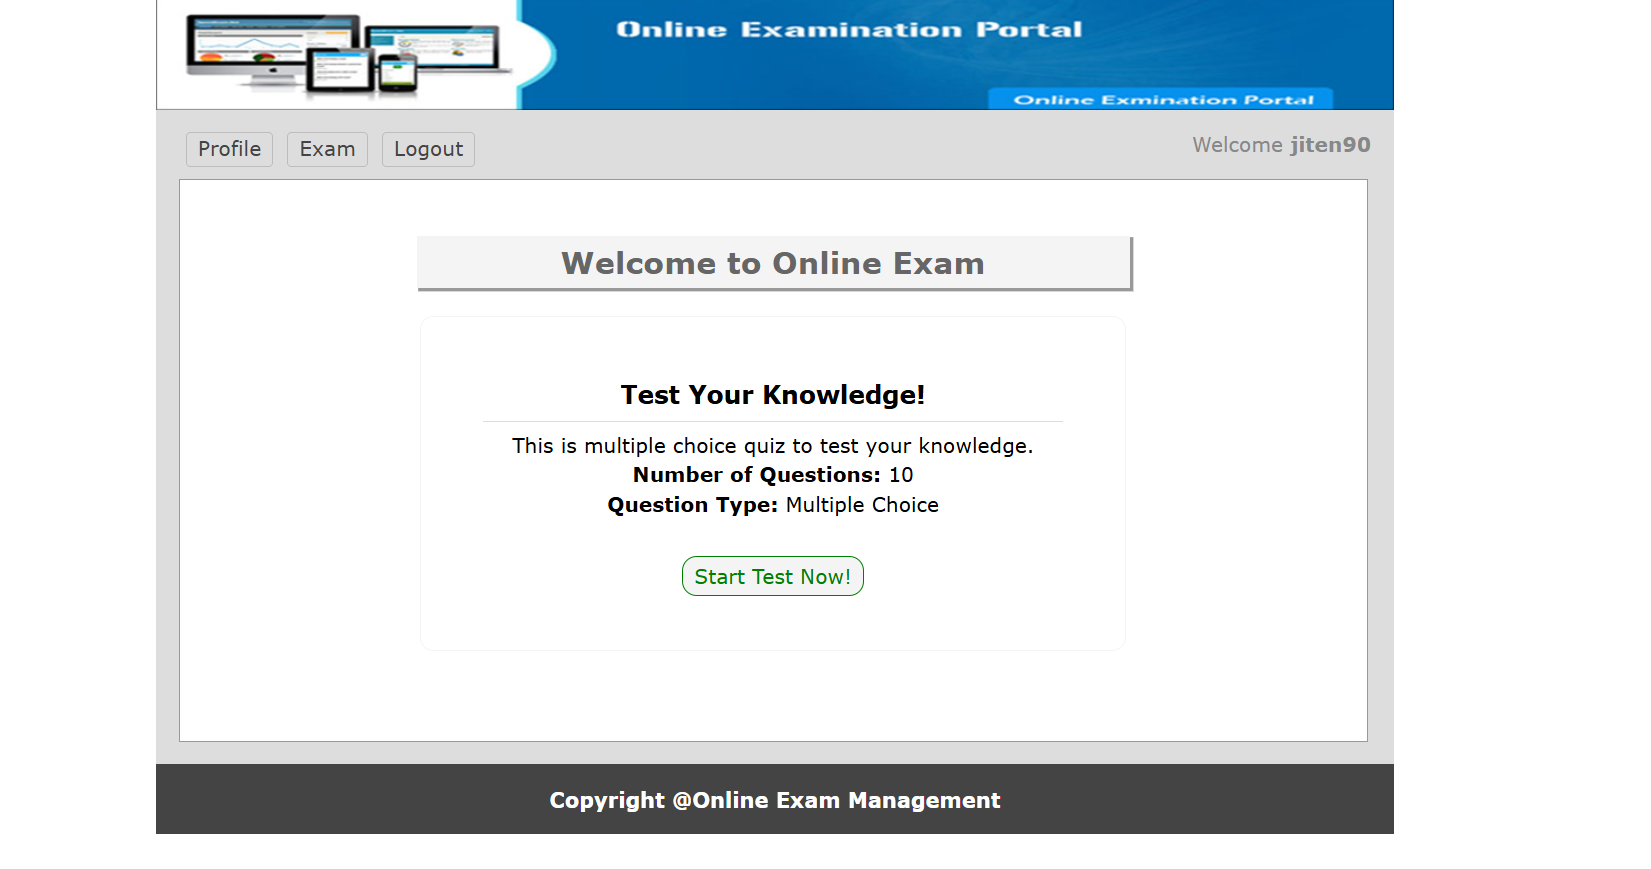 Online Examination Portal
Online Exmination Portal
Profile Exam Logout
Welcome jiten90
Welcome to Online Exam
Test Your Knowledge!
This is multiple choice quiz to test your knowledge.
Number of Questions: 10
Question Type: Multiple Choice
Start Test Now!
Copyright @Online Exam Management